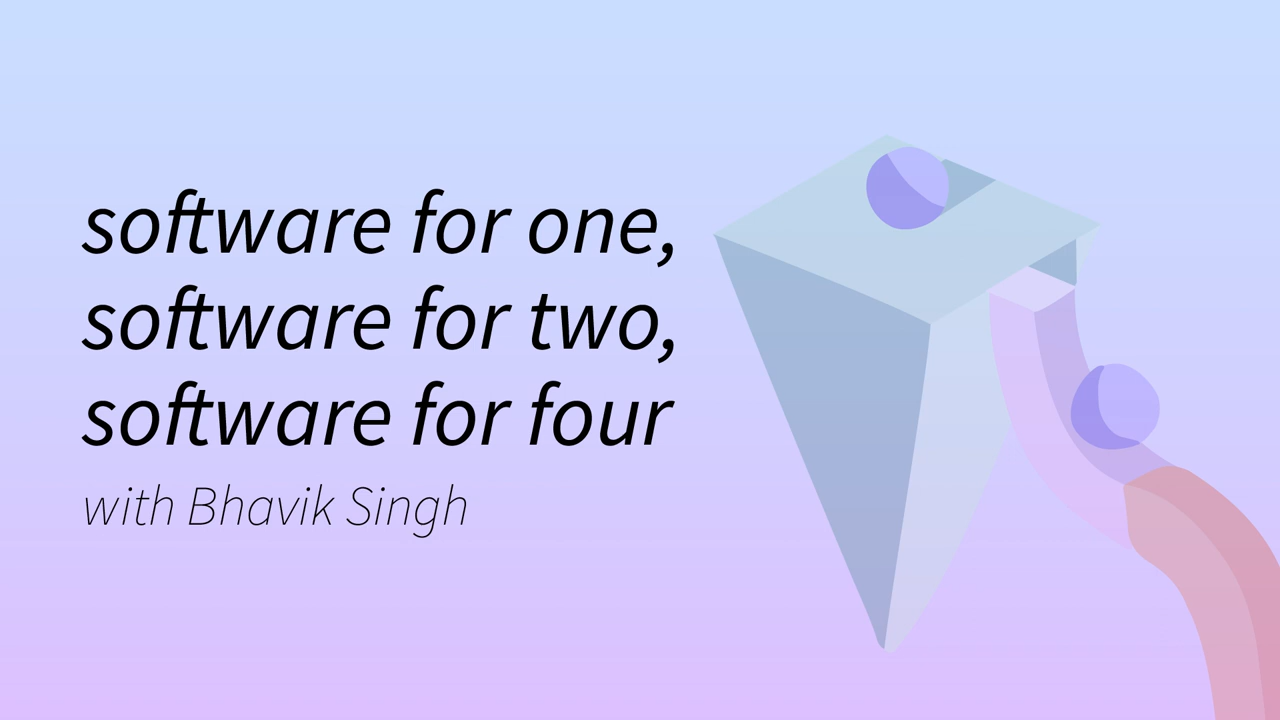 software for one,
software for two,
software for four
with Bhavik Singh